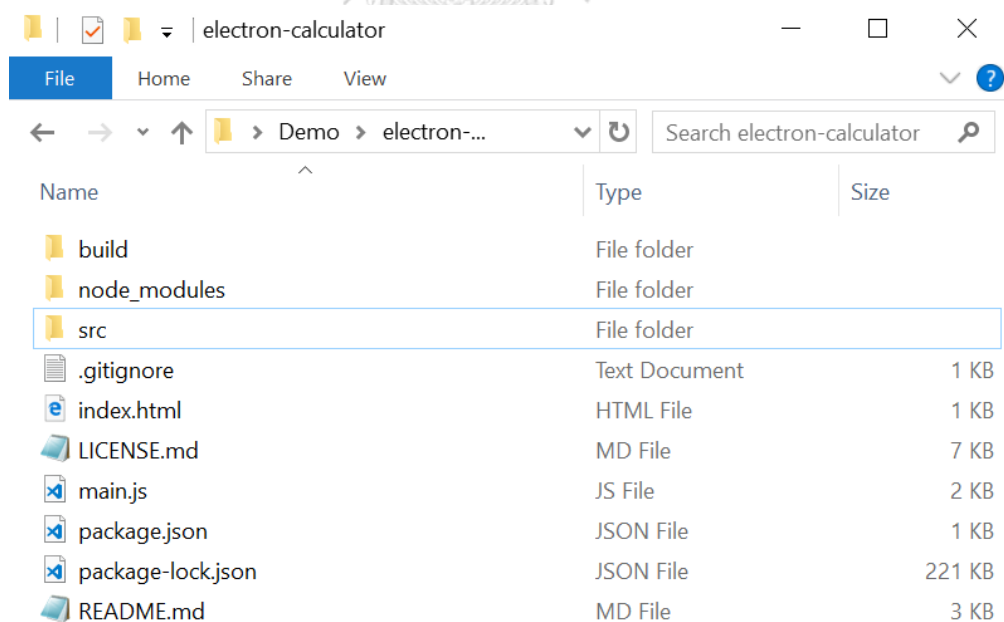 electron-calculator
File Home Share View ?
Demo electron-... Search electron-calculator
Name Type Size
build File folder
node_modules File folder
src File folder
.gitignore Text Document 1 KB
index.html HTML File 1 KB
LICENSE.md MD File 7 KB
main.js JS File 2 KB
package.json JSON File 1 KB
package-lock.json JSON File 221 KB
README.md MD File 3 KB